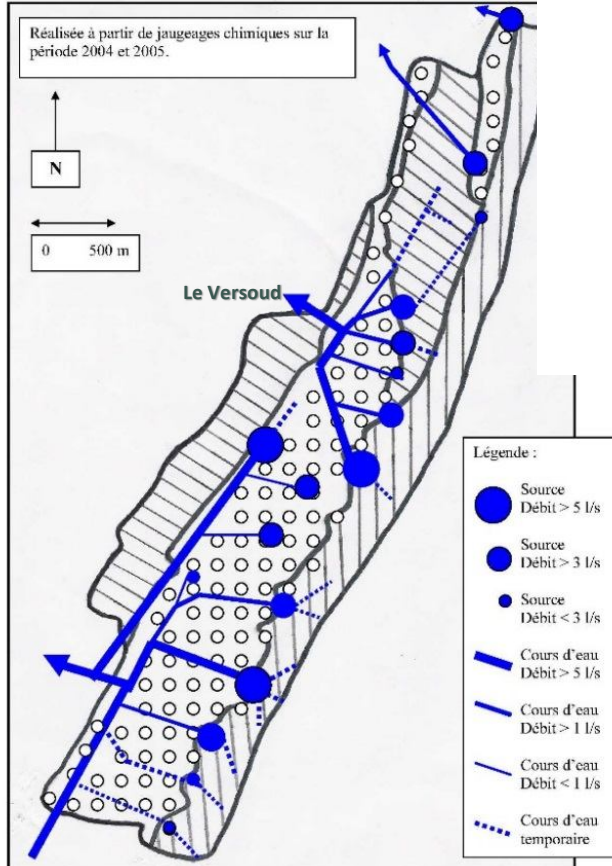 Réalisée à partir de jaugeages chimiques sur la
période 2004 et 2005.
N
0 500 m
Le Versoud
Légende :
Source
Débit > 5 l/s
Source
Débit > 3 l/s
Source
Débit < 3 l/s
Cours d'eau
Débit > 5 l/s
Cours d'eau
Débit > 1 l/s
Cours d'eau
Débit < 1 l/s
Cours d'eau
temporaire